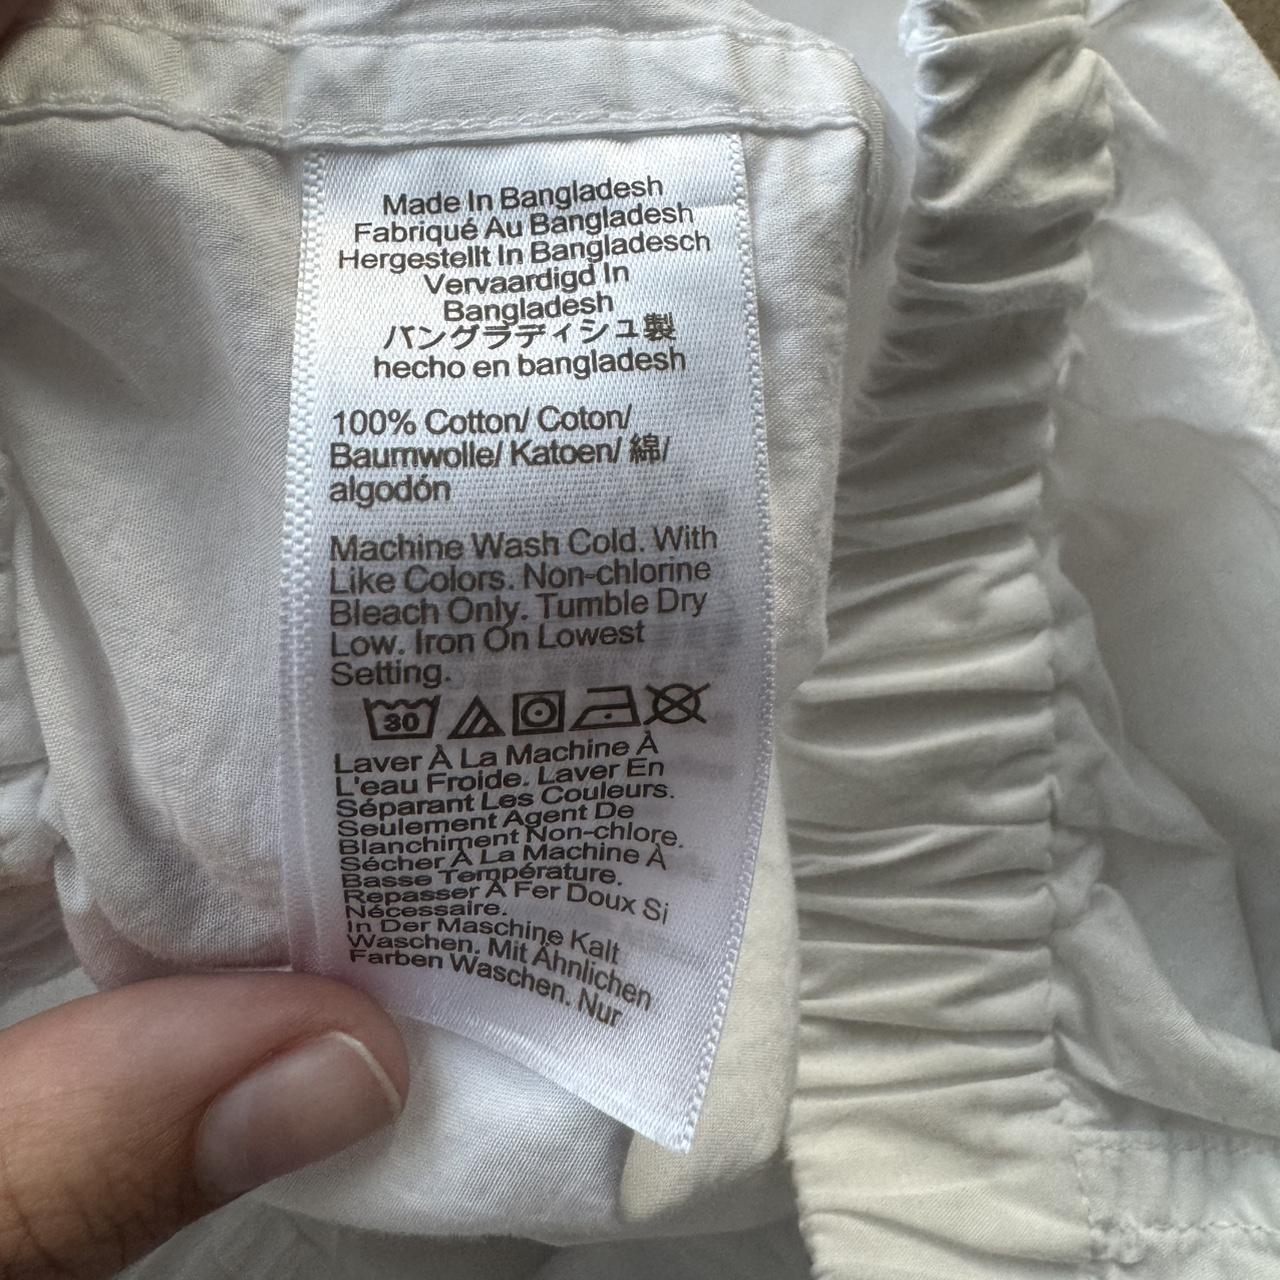 Made In Bangladesh
Fabriqué Au Bangladesh
Hergestellt In Bangladesch
Vervaardigd In
Bangladesh
バングラディシュ製
hecho en bangladesh
100% Cotton/ Coton/
Baumwolle/ Katoen/ 綿/
algodón
Machine Wash Cold. With
Like Colors. Non-chlorine
Bleach Only. Tumble Dry
Low. Iron On Lowest
Setting.
30
Laver À La Machine À
L'eau Froide. Laver En
Séparant Les Couleurs.
Seulement Agent De
Blanchiment Non-chlore.
Sécher À La Machine À
Basse Température.
Repasser À Fer Doux Si
Nécessaire.
In Der Maschine Kalt
Waschen. Mit Ähnlichen
Farben Waschen. Nur